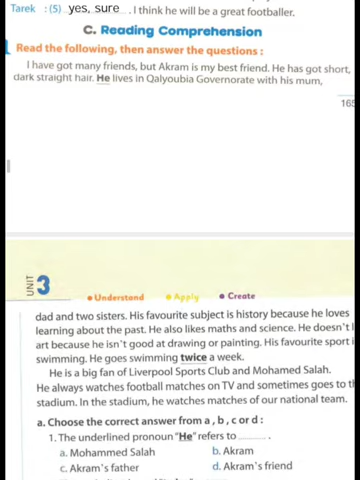 Tarek : (5) yes, sure . I think he will be a great footballer.
C. Reading Comprehension
Read the following, then answer the questions :
I have got many friends, but Akram is my best friend. He has got short,
dark straight hair. He lives in Qalyoubia Governorate with his mum,
165
UNIT 3
Understand Apply Create
dad and two sisters. His favourite subject is history because he loves
learning about the past. He also likes maths and science. He doesn't l
art because he isn't good at drawing or painting. His favourite sport i
swimming. He goes swimming twice a week.
He is a big fan of Liverpool Sports Club and Mohamed Salah.
He always watches football matches on TV and sometimes goes to th
stadium. In the stadium, he watches matches of our national team.
a. Choose the correct answer from a , b , c or d :
1. The underlined pronoun "He" refers to ........ .
a. Mohammed Salah b. Akram
c. Akram's father d. Akram's friend